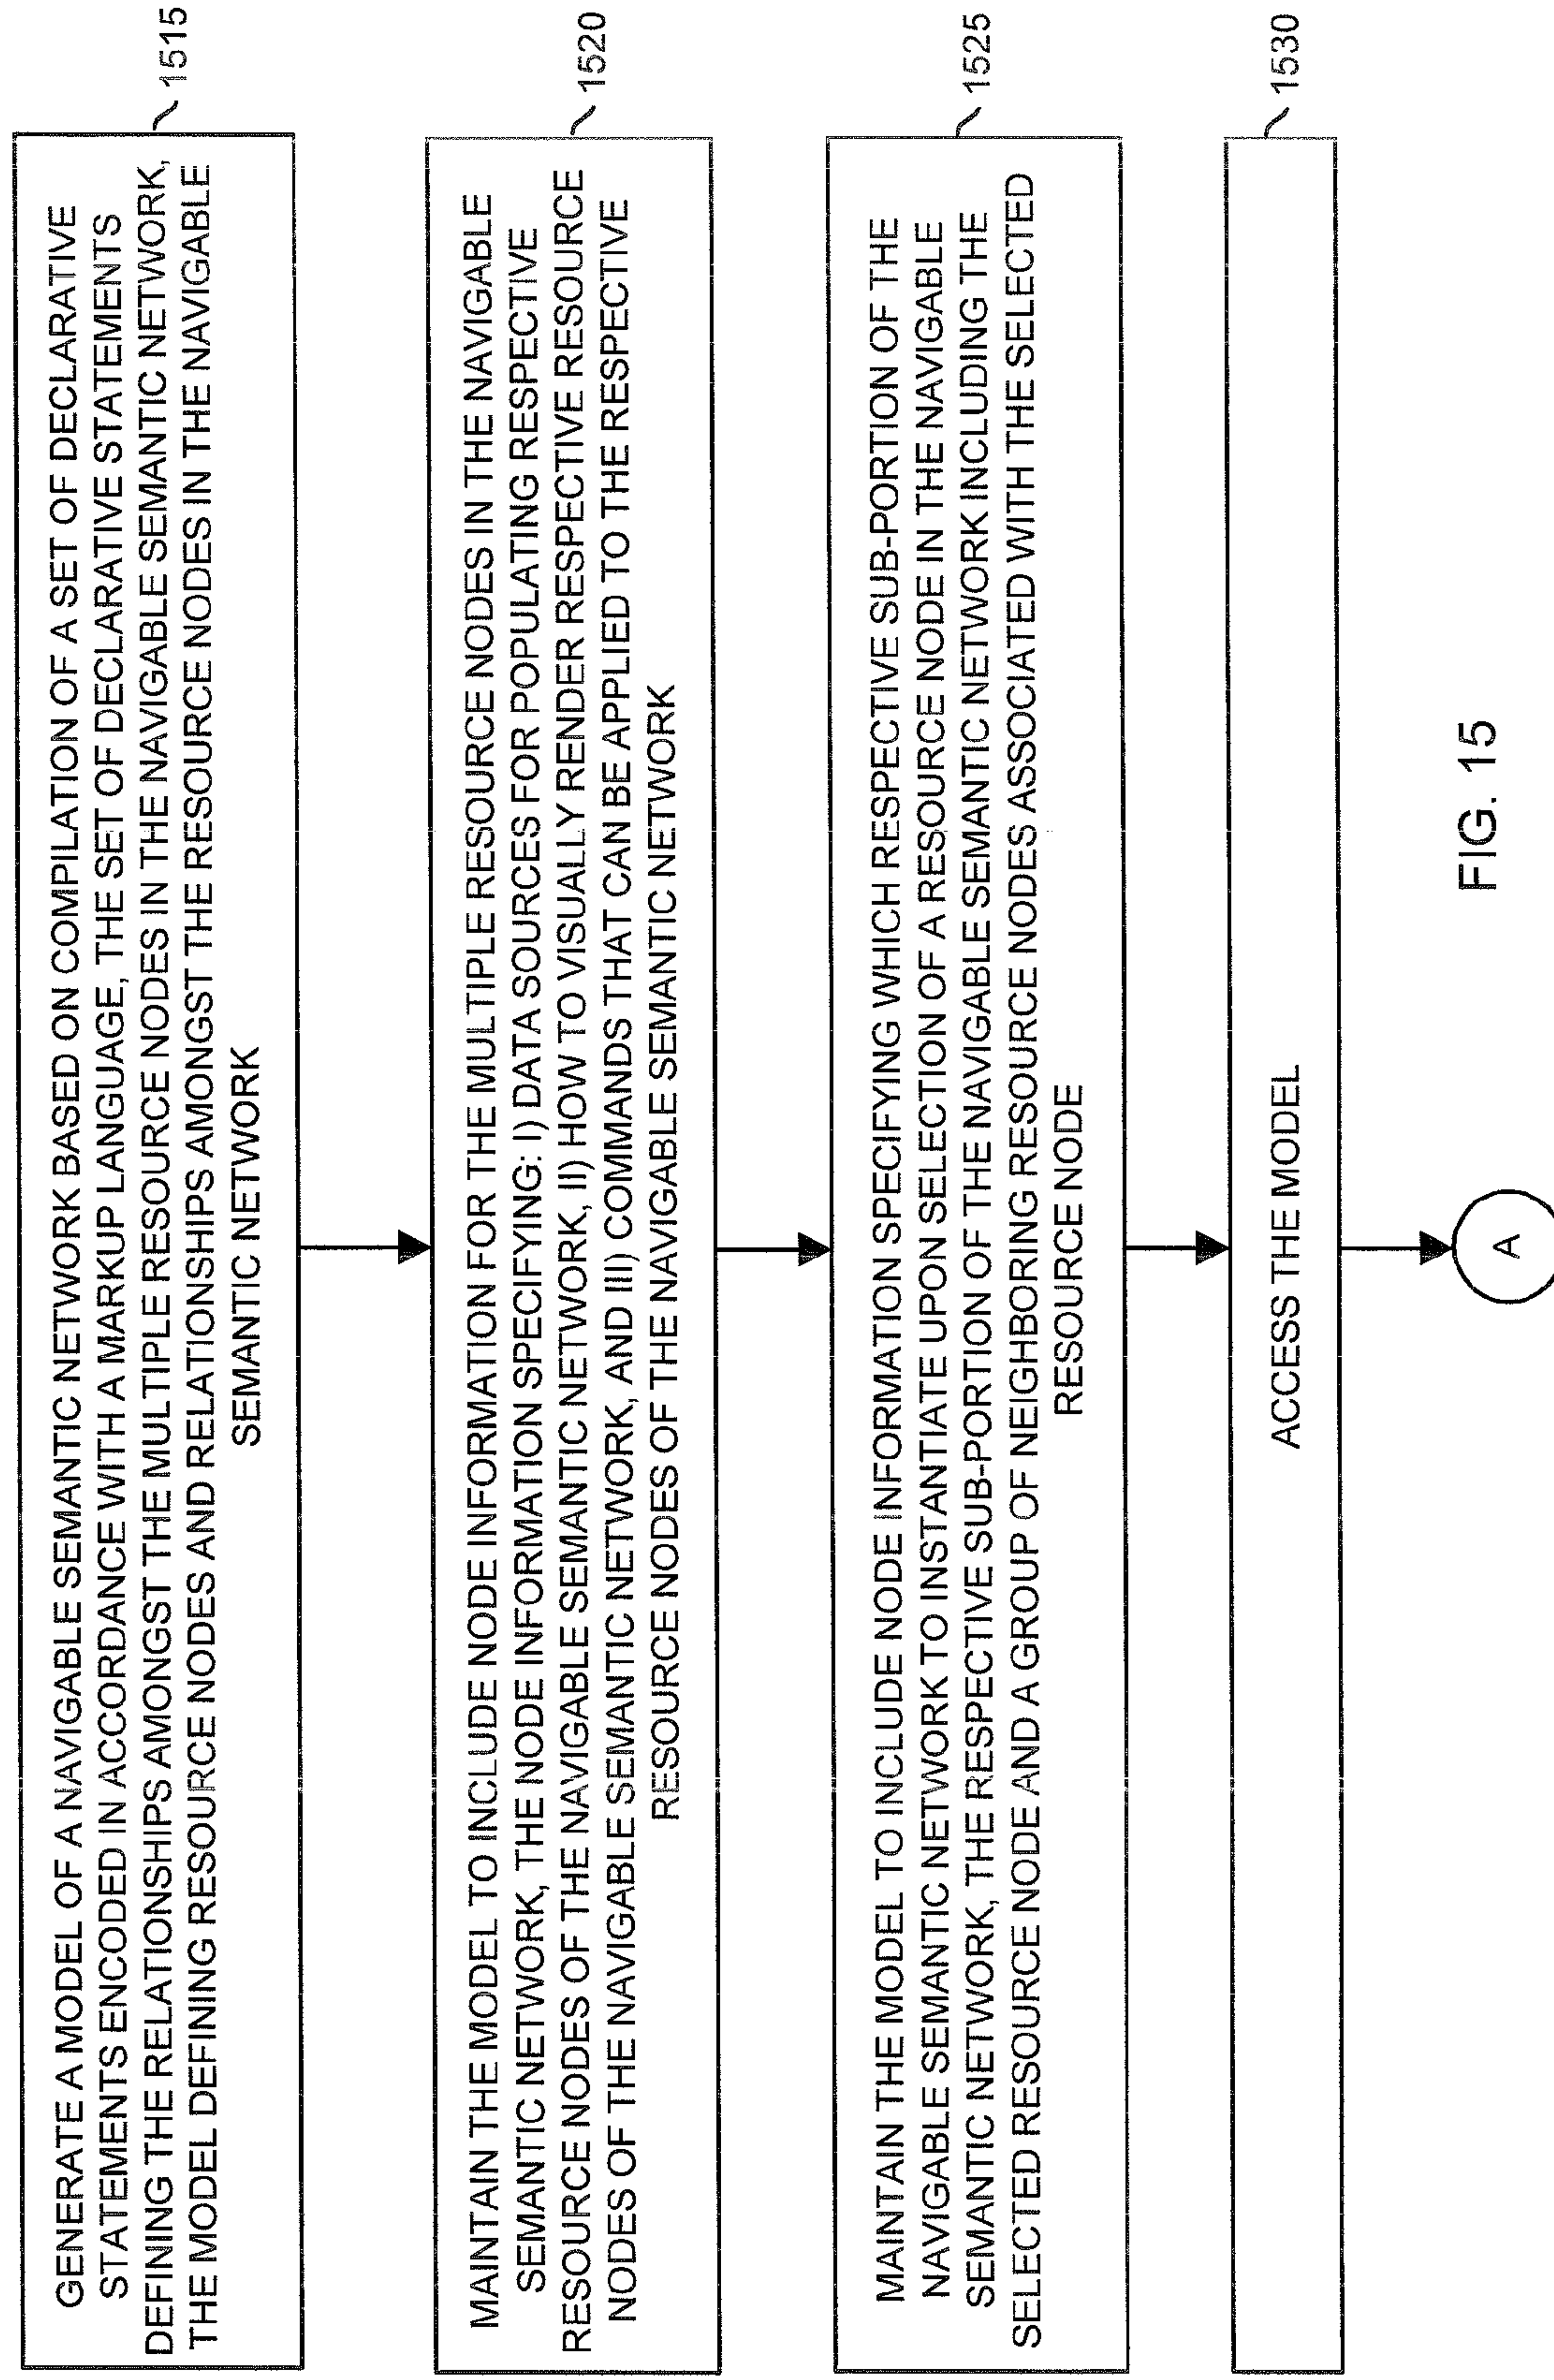 GENERATE A MODEL OF A NAVIGABLE SEMANTIC NETWORK BASED ON COMPILATION OF A SET OF DECLARATIVE
STATEMENTS ENCODED IN ACCORDANCE WITH A MARKUP LANGUAGE, THE SET OF DECLARATIVE STATEMENTS
DEFINING THE RELATIONSHIPS AMONGST THE MULTIPLE RESOURCE NODES IN THE NAVIGABLE SEMANTIC NETWORK,
THE MODEL DEFINING RESOURCE NODES AND RELATIONSHIPS AMONGST THE RESOURCE NODES IN THE NAVIGABLE
SEMANTIC NETWORK
1515
MAINTAIN THE MODEL TO INCLUDE NODE INFORMATION FOR THE MULTIPLE RESOURCE NODES IN THE NAVIGABLE
SEMANTIC NETWORK, THE NODE INFORMATION SPECIFYING: I) DATA SOURCES FOR POPULATING RESPECTIVE
RESOURCE NODES OF THE NAVIGABLE SEMANTIC NETWORK, II) HOW TO VISUALLY RENDER RESPECTIVE RESOURCE
NODES OF THE NAVIGABLE SEMANTIC NETWORK, AND III) COMMANDS THAT CAN BE APPLIED TO THE RESPECTIVE
RESOURCE NODES OF THE NAVIGABLE SEMANTIC NETWORK
1520
MAINTAIN THE MODEL TO INCLUDE NODE INFORMATION SPECIFYING WHICH RESPECTIVE SUB-PORTION OF THE
NAVIGABLE SEMANTIC NETWORK TO INSTANTIATE UPON SELECTION OF A RESOURCE NODE IN THE NAVIGABLE
SEMANTIC NETWORK, THE RESPECTIVE SUB-PORTION OF THE NAVIGABLE SEMANTIC NETWORK INCLUDING THE
SELECTED RESOURCE NODE AND A GROUP OF NEIGHBORING RESOURCE NODES ASSOCIATED WITH THE SELECTED
RESOURCE NODE
1525
ACCESS THE MODEL
1530
A
FIG. 15